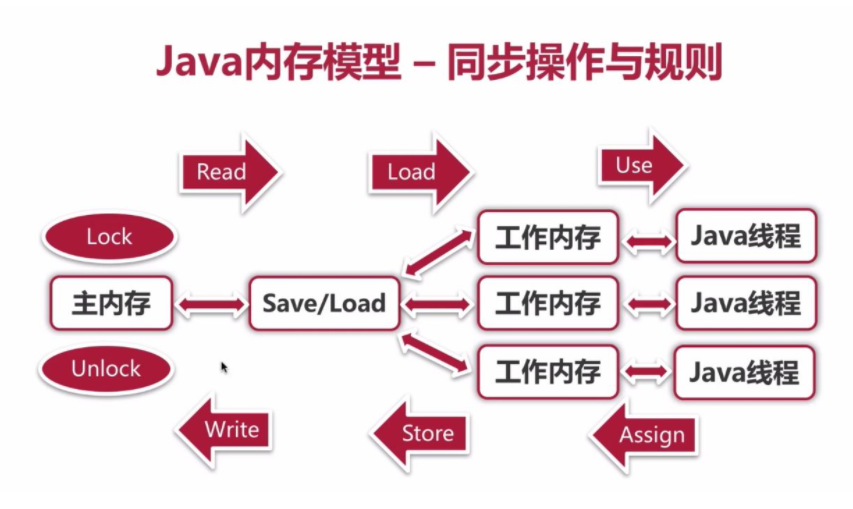 Java内存模型 – 同步操作与规则
Read
Load
Use
Lock
工作内存
Java线程
主内存
Save/Load
工作内存
Java线程
Unlock
工作内存
Java线程
Write
Store
Assign